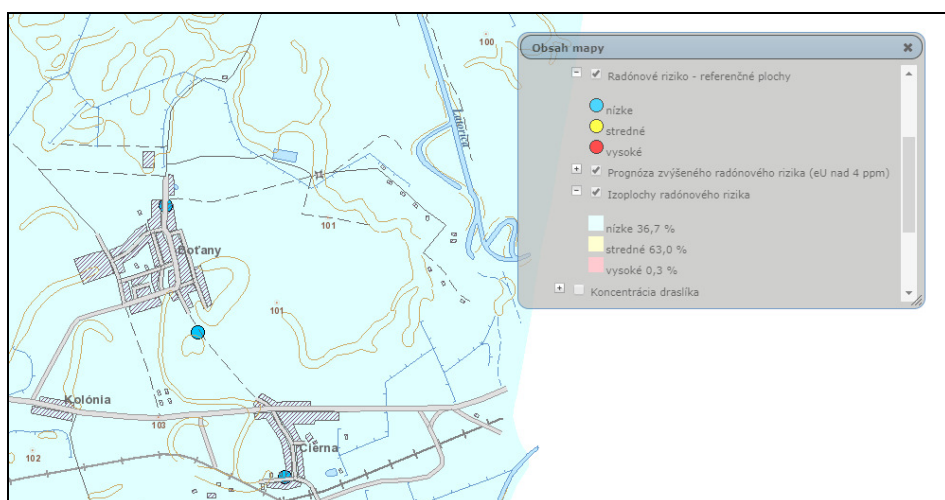 100
Obsah mapy
Radónové riziko - referenčné plochy
nízke
stredné
vysoké
Prognóza zvýšeného radónového rizika (eU nad 4 ppm)
Izoplochy radónového rizika
nízke 36,7 %
stredné 63,0 %
vysoké 0,3 %
Koncentrácia draslíka
Latorica
101
Boťany
101
Kolónia
103
Čierna
102